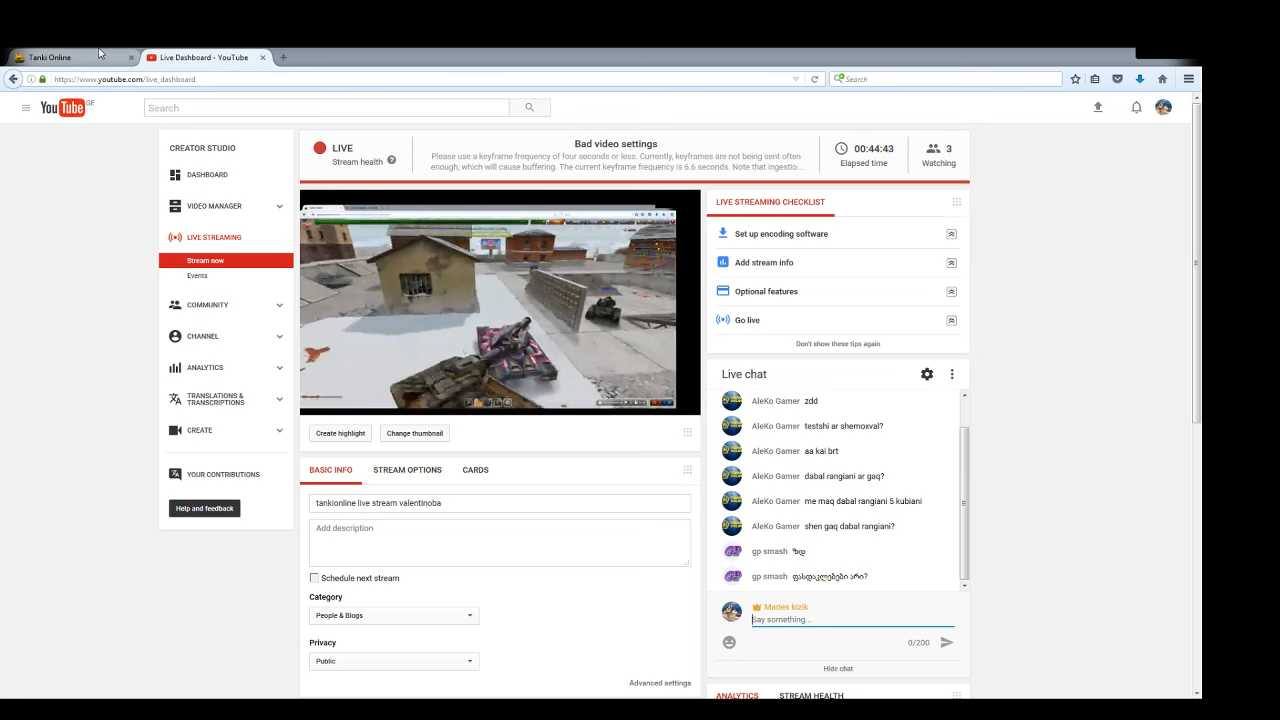 Tanki Online
Live Dashboard - YouTube
https://www.youtube.com/live_dashboard
Search
YouTube GE
Search
CREATOR STUDIO
DASHBOARD
VIDEO MANAGER
LIVE STREAMING
Stream now
Events
COMMUNITY
CHANNEL
ANALYTICS
TRANSLATIONS &
TRANSCRIPTIONS
CREATE
YOUR CONTRIBUTIONS
Help and feedback
LIVE
Stream health
Bad video settings
Please use a keyframe frequency of four seconds or less. Currently, keyframes are not being sent often
enough, which will cause buffering. The current keyframe frequency is 6.6 seconds. Note that ingestio...
00:44:43
Elapsed time
3
Watching
Create highlight
Change thumbnail
BASIC INFO
STREAM OPTIONS
CARDS
tankionline live stream valentinoba
Add description
Schedule next stream
Category
People & Blogs
Privacy
Public
Advanced settings
LIVE STREAMING CHECKLIST
Set up encoding software
Add stream info
Optional features
Go live
Don't show these tips again
Live chat
AleKo Gamer zdd
AleKo Gamer testshi ar shemoxval?
AleKo Gamer aa kai brt
AleKo Gamer dabal rangiani ar gaq?
AleKo Gamer me maq dabal rangiani 5 kubiani
AleKo Gamer shen gaq dabal rangiani?
gp smash ზდ
gp smash ფასდაკლებები არი?
Maries kizik
Say something...
0/200
Hide chat
ANALYTICS
STREAM HEALTH